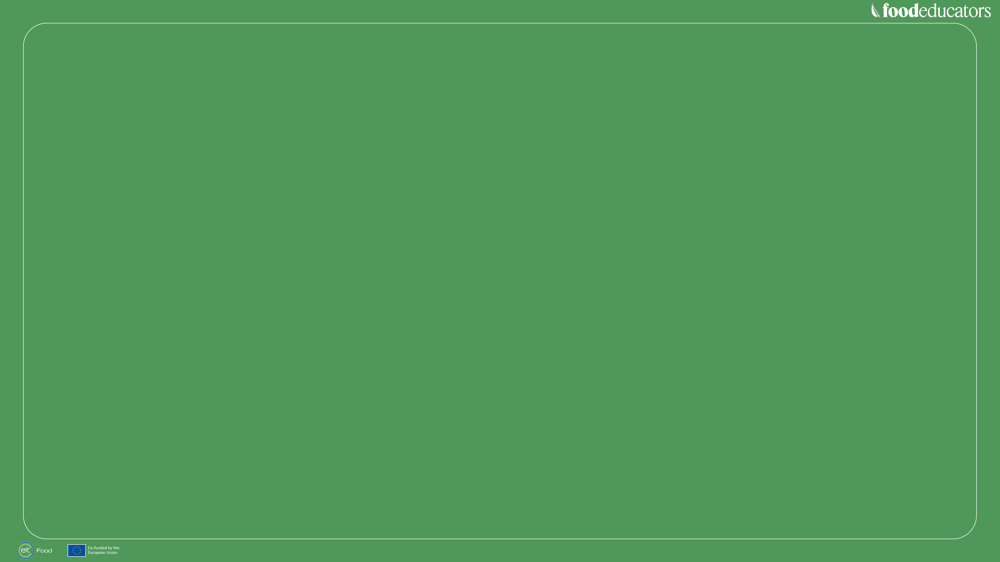 foodeducators
eit Food
Co-funded by the
European Union